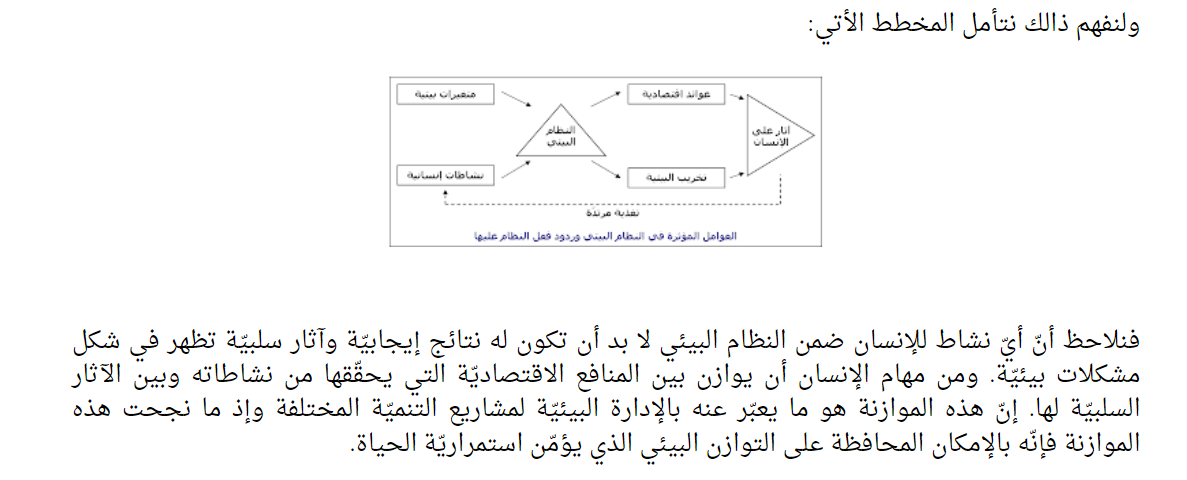 ولنفهم ذالك نتأمل المخطط الأتي:
متغيرات بيئية
عوائد اقتصادية
النظام
البيئي
اثار على
الانسان
نشاطات إنسانية
تخريب البيئة
تغذية مرتدة
العوامل المؤثرة في النظام البيئي وردود فعل النظام عليها
فنلاحظ أنّ أيّ نشاط للإنسان ضمن النظام البيئي لا بد أن تكون له نتائج إيجابيّة وآثار سلبيّة تظهر في شكل
مشكلات بيئيّة. ومن مهام الإنسان أن يوازن بين المنافع الاقتصاديّة التي يحقّقها من نشاطاته وبين الآثار
السلبيّة لها. إنّ هذه الموازنة هو ما يعبّر عنه بالإدارة البيئيّة لمشاريع التنميّة المختلفة وإذ ما نجحت هذه
الموازنة فإنّه بالإمكان المحافظة على التوازن البيئي الذي يؤمّن استمراريّة الحياة.